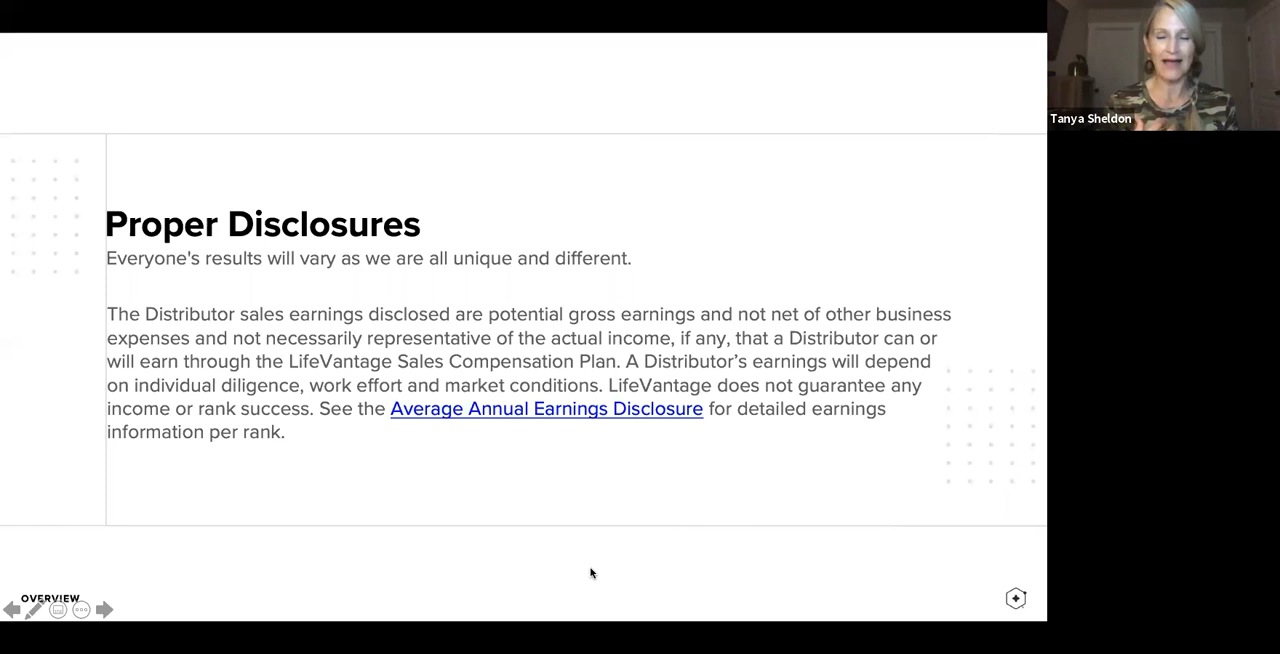 Tanya Sheldon
Proper Disclosures
Everyone's results will vary as we are all unique and different.
The Distributor sales earnings disclosed are potential gross earnings and not net of other business
expenses and not necessarily representative of the actual income, if any, that a Distributor can or
will earn through the LifeVantage Sales Compensation Plan. A Distributor’s earnings will depend
on individual diligence, work effort and market conditions. LifeVantage does not guarantee any
income or rank success. See the Average Annual Earnings Disclosure for detailed earnings
information per rank.
OVERVIEW